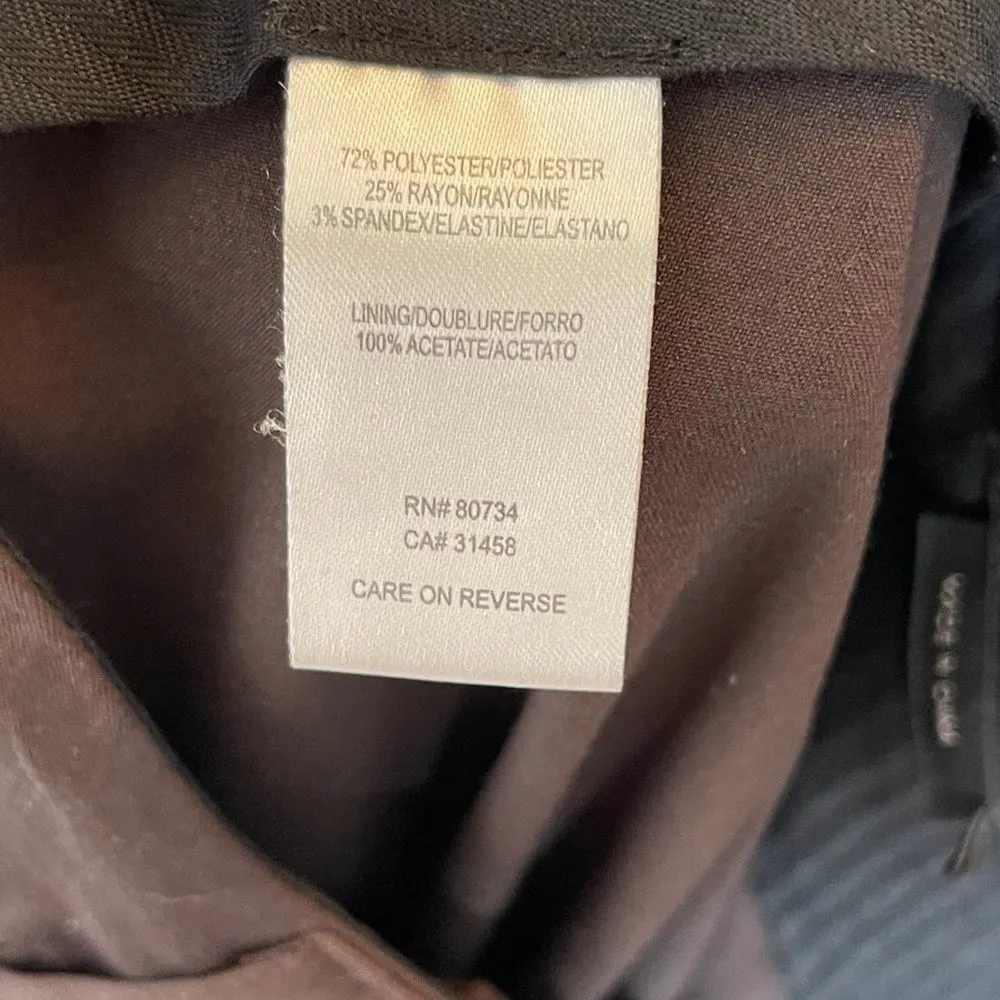 72% POLYESTER/POLIESTER
25% RAYON/RAYONNE
3% SPANDEX/ELASTINE/ELASTANO
LINING/DOUBLURE/FORRO
100% ACETATE/ACETATO
RN# 80734
CA# 31458
CARE ON REVERSE